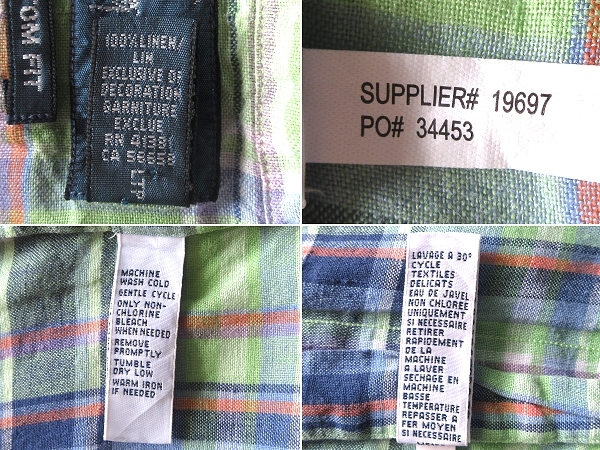 TOM FIT
100% LINEN/
LIN
EXCLUSIVE OF
DECORATION
GARNITURE
EXCLUE
RN 41381
CA 56658
LTP
SUPPLIER# 19697
PO# 34453
MACHINE
WASH COLD
GENTLE CYCLE
ONLY NON-
CHLORINE
BLEACH
WHEN NEEDED
REMOVE
PROMPTLY
TUMBLE
DRY LOW
WARM IRON
IF NEEDED
LAVAGE A 30°
CYCLE
TEXTILES
DELICATS
EAU DE JAVEL
NON CHLOREE
UNIQUEMENT
SI NECESSAIRE
RETIRER
RAPIDEMENT
DE LA
MACHINE
A LAVER
SECHAGE EN
MACHINE
BASSE
TEMPERATURE
REPASSER A
FER MOYEN
SI NECESSAIRE